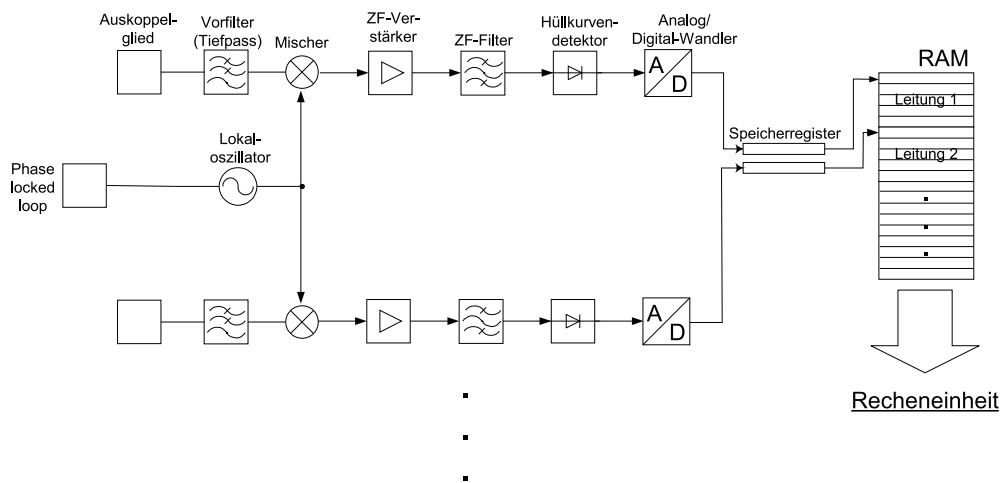 Auskoppel-
glied
Vorfilter
(Tiefpass)
Mischer
ZF-Ver-
stärker
ZF-Filter
Hüllkurven-
detektor
Analog/
Digital-Wandler
A
D
RAM
Leitung 1
Leitung 2
Speicherregister
Lokal-
oszillator
Phase
locked
loop
A
D
Recheneinheit